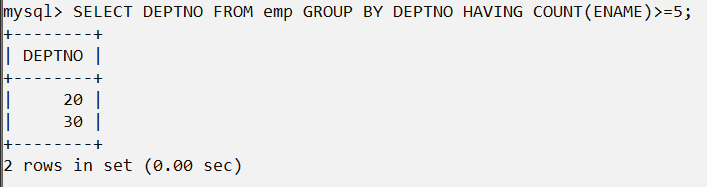 mysql> SELECT DEPTNO FROM emp GROUP BY DEPTNO HAVING COUNT(ENAME)>=5;
+--------+
| DEPTNO |
+--------+
|     20 |
|     30 |
+--------+
2 rows in set (0.00 sec)